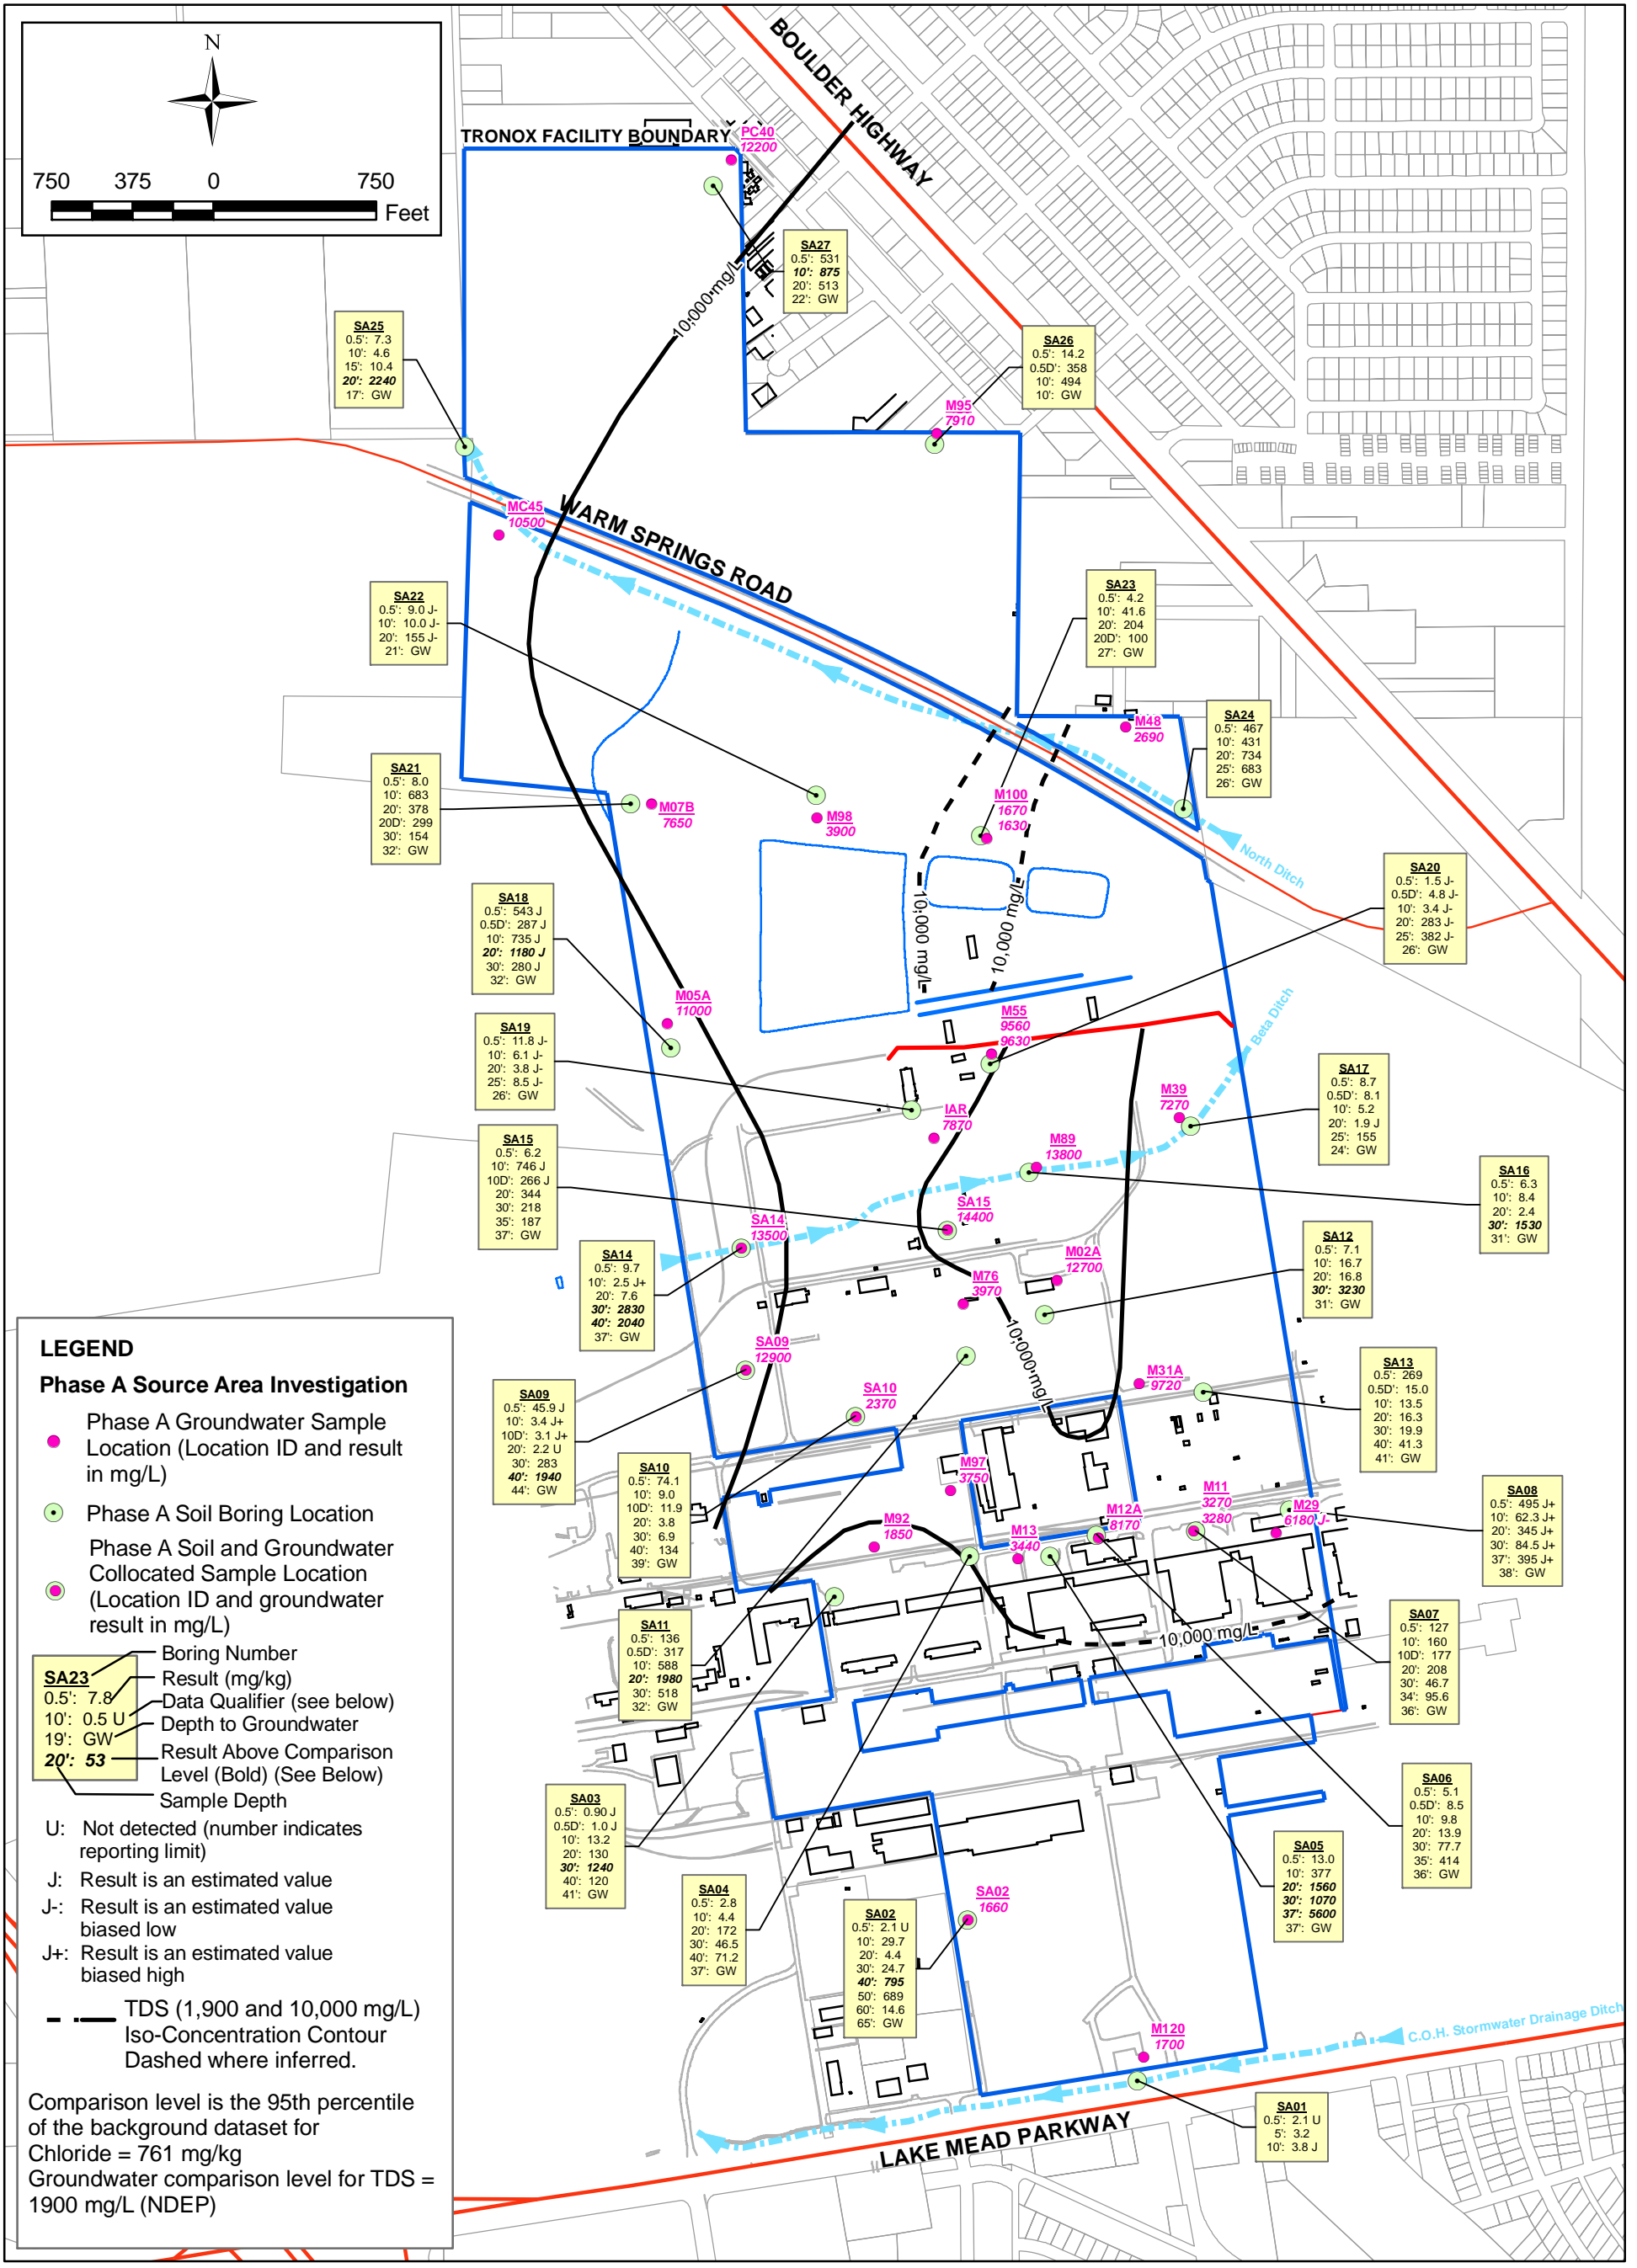 N
750 375 0 750
Feet
BOULDER HIGHWAY
TRONOX FACILITY BOUNDARY
PC40
12200
SA27
0.5': 531
10': 875
20': 513
22': GW
10,000 mg/L
SA25
0.5': 7.3
10': 4.6
15': 10.4
20': 2240
17': GW
SA26
0.5': 14.2
0.5D': 358
10': 494
10': GW
M95
7910
MC45
10500
WARM SPRINGS ROAD
SA22
0.5': 9.0 J-
10': 10.0 J-
20': 155 J-
21': GW
SA23
0.5': 4.2
10': 41.6
20': 204
20D': 100
27': GW
M48
2690
SA24
0.5': 467
10': 431
20': 734
25': 683
26': GW
SA21
0.5': 8.0
10': 683
20': 378
20D': 299
30': 154
32': GW
M07B
7650
M98
3900
M100
1670
1630
North Ditch
10,000 mg/L
10,000 mg/L
SA20
0.5': 1.5 J-
0.5D': 4.8 J-
10': 3.4 J-
20': 283 J-
25': 382 J-
26': GW
SA18
0.5': 543 J
0.5D': 287 J
10': 735 J
20': 1180 J
30': 280 J
32': GW
M05A
11000
M55
9560
9630
Beta Ditch
SA19
0.5': 11.8 J-
10': 6.1 J-
20': 3.8 J-
25': 8.5 J-
26': GW
SA17
0.5': 8.7
0.5D': 8.1
10': 5.2
20': 1.9 J
25': 155
24': GW
M39
7270
IAR
7870
SA15
0.5': 6.2
10': 746 J
10D': 266 J
20': 344
30': 218
35': 187
37': GW
M89
13800
SA16
0.5': 6.3
10': 8.4
20': 2.4
30': 1530
31': GW
SA15
14400
SA14
13500
SA14
0.5': 9.7
10': 2.5 J+
20': 7.6
30': 2830
40': 2040
37': GW
SA12
0.5': 7.1
10': 16.7
20': 16.8
30': 3230
31': GW
M02A
12700
M76
3970
10,000 mg/L
SA09
12900
SA09
0.5': 45.9 J
10': 3.4 J+
10D': 3.1 J+
20': 2.2 U
30': 283
40': 1940
44': GW
SA10
2370
M31A
9720
SA13
0.5': 269
0.5D': 15.0
10': 13.5
20': 16.3
30': 19.9
40': 41.3
41': GW
SA10
0.5': 74.1
10': 9.0
10D': 11.9
20': 3.8
30': 6.9
40': 134
39': GW
M97
3750
M92
1850
M13
3440
M12A
8170
M11
3270
3280
M29
6180 J-
SA08
0.5': 495 J+
10': 62.3 J+
20': 345 J+
30': 84.5 J+
37': 395 J+
38': GW
SA11
0.5': 136
0.5D': 317
10': 588
20': 1980
30': 518
32': GW
10,000 mg/L
SA07
0.5': 127
10': 160
10D': 177
20': 208
30': 46.7
34': 95.6
36': GW
SA06
0.5': 5.1
0.5D': 8.5
10': 9.8
20': 13.9
30': 77.7
35': 414
36': GW
SA03
0.5': 0.90 J
0.5D': 1.0 J
10': 13.2
20': 130
30': 1240
40': 120
41': GW
SA05
0.5': 13.0
10': 377
20': 1560
30': 1070
37': 5600
37': GW
SA04
0.5': 2.8
10': 4.4
20': 172
30': 46.5
40': 71.2
37': GW
SA02
0.5': 2.1 U
10': 29.7
20': 4.4
30': 24.7
40': 795
50': 689
60': 14.6
65': GW
SA02
1660
M120
1700
C.O.H. Stormwater Drainage Ditch
LAKE MEAD PARKWAY
SA01
0.5': 2.1 U
5': 3.2
10': 3.8 J
LEGEND
Phase A Source Area Investigation
Phase A Groundwater Sample
Location (Location ID and result
in mg/L)
Phase A Soil Boring Location
Phase A Soil and Groundwater
Collocated Sample Location
(Location ID and groundwater
result in mg/L)
SA23
0.5': 7.8
10': 0.5 U
19': GW
20': 53
Boring Number
Result (mg/kg)
Data Qualifier (see below)
Depth to Groundwater
Result Above Comparison
Level (Bold) (See Below)
Sample Depth
U: Not detected (number indicates
reporting limit)
J: Result is an estimated value
J-: Result is an estimated value
biased low
J+: Result is an estimated value
biased high
TDS (1,900 and 10,000 mg/L)
Iso-Concentration Contour
Dashed where inferred.
Comparison level is the 95th percentile
of the background dataset for
Chloride = 761 mg/kg
Groundwater comparison level for TDS =
1900 mg/L (NDEP)